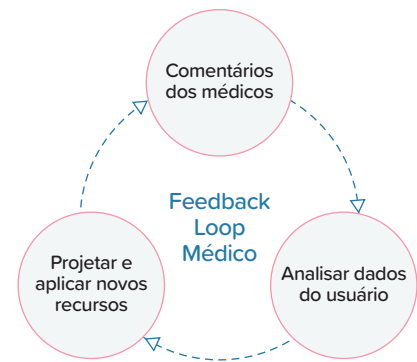 Comentários
dos médicos
Feedback
Loop
Médico
Projetar e
aplicar novos
recursos
Analisar dados
do usuário